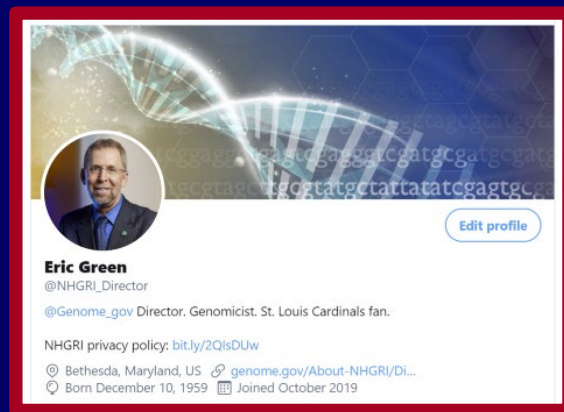 Edit profile
Eric Green
@NHGRI_Director
@Genome_gov Director. Genomicist. St. Louis Cardinals fan.
NHGRI privacy policy: bit.ly/2QIsDUw
Bethesda, Maryland, US genome.gov/About-NHGRI/Di...
Born December 10, 1959 Joined October 2019